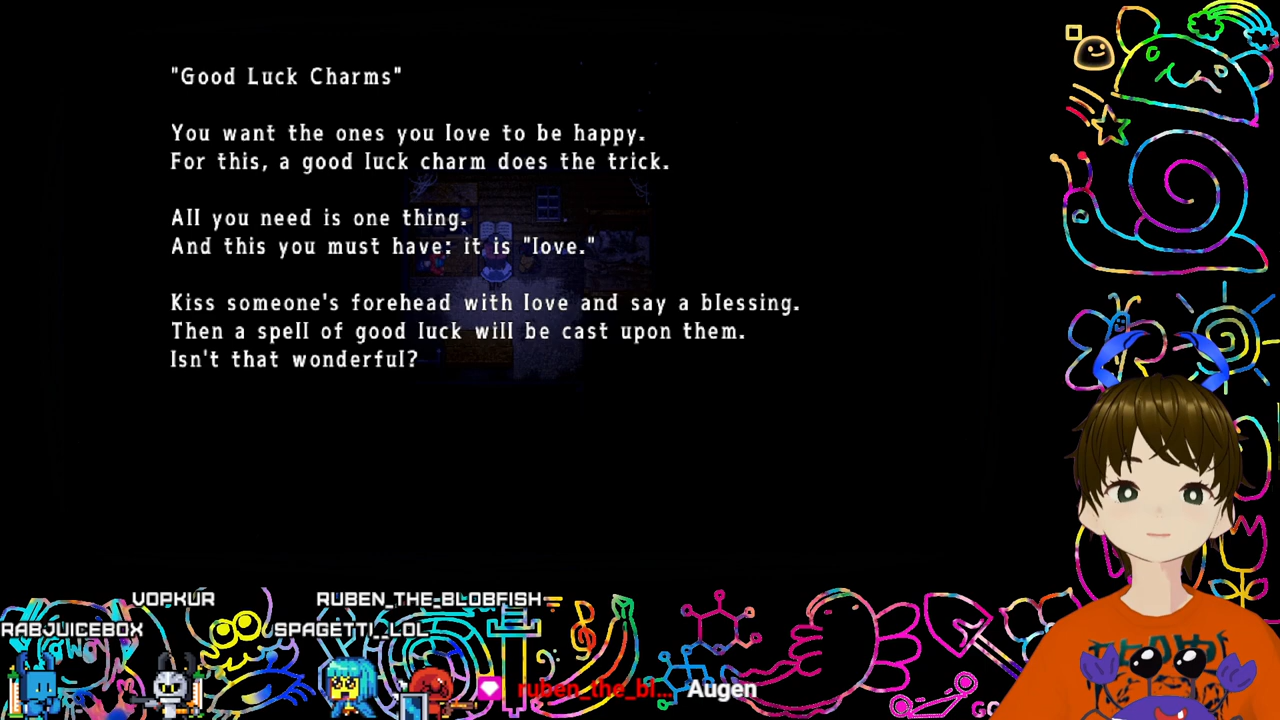 "Good Luck Charms"
You want the ones you love to be happy.
For this, a good luck charm does the trick.
All you need is one thing.
And this you must have: it is "love."
Kiss someone's forehead with love and say a blessing.
Then a spell of good luck will be cast upon them.
Isn't that wonderful?
VOPKUR
RUBEN_THE_BLOBFISH
RABJUICEBOX
SPAGETTI_LOL
ruben_the_bl... Augen